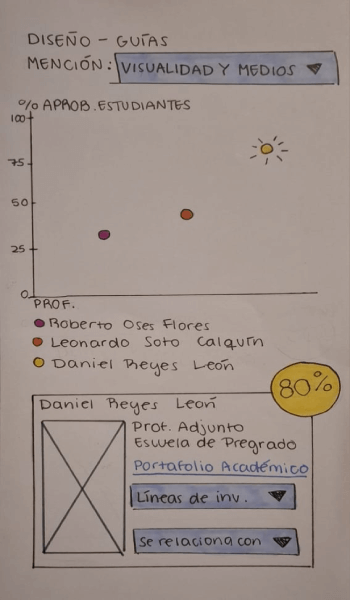 DISEÑO - GUÍAS
MENCIÓN: VISUALIDAD Y MEDIOS
% APROB. ESTUDIANTES
100
75
50
25
0
PROF.
Roberto Oses Flores
Leonardo Soto Calquín
Daniel Reyes León
80%
Daniel Reyes León
Prof. Adjunto
Escuela de Pregrado
Portafolio Académico
Líneas de inv.
se relaciona con